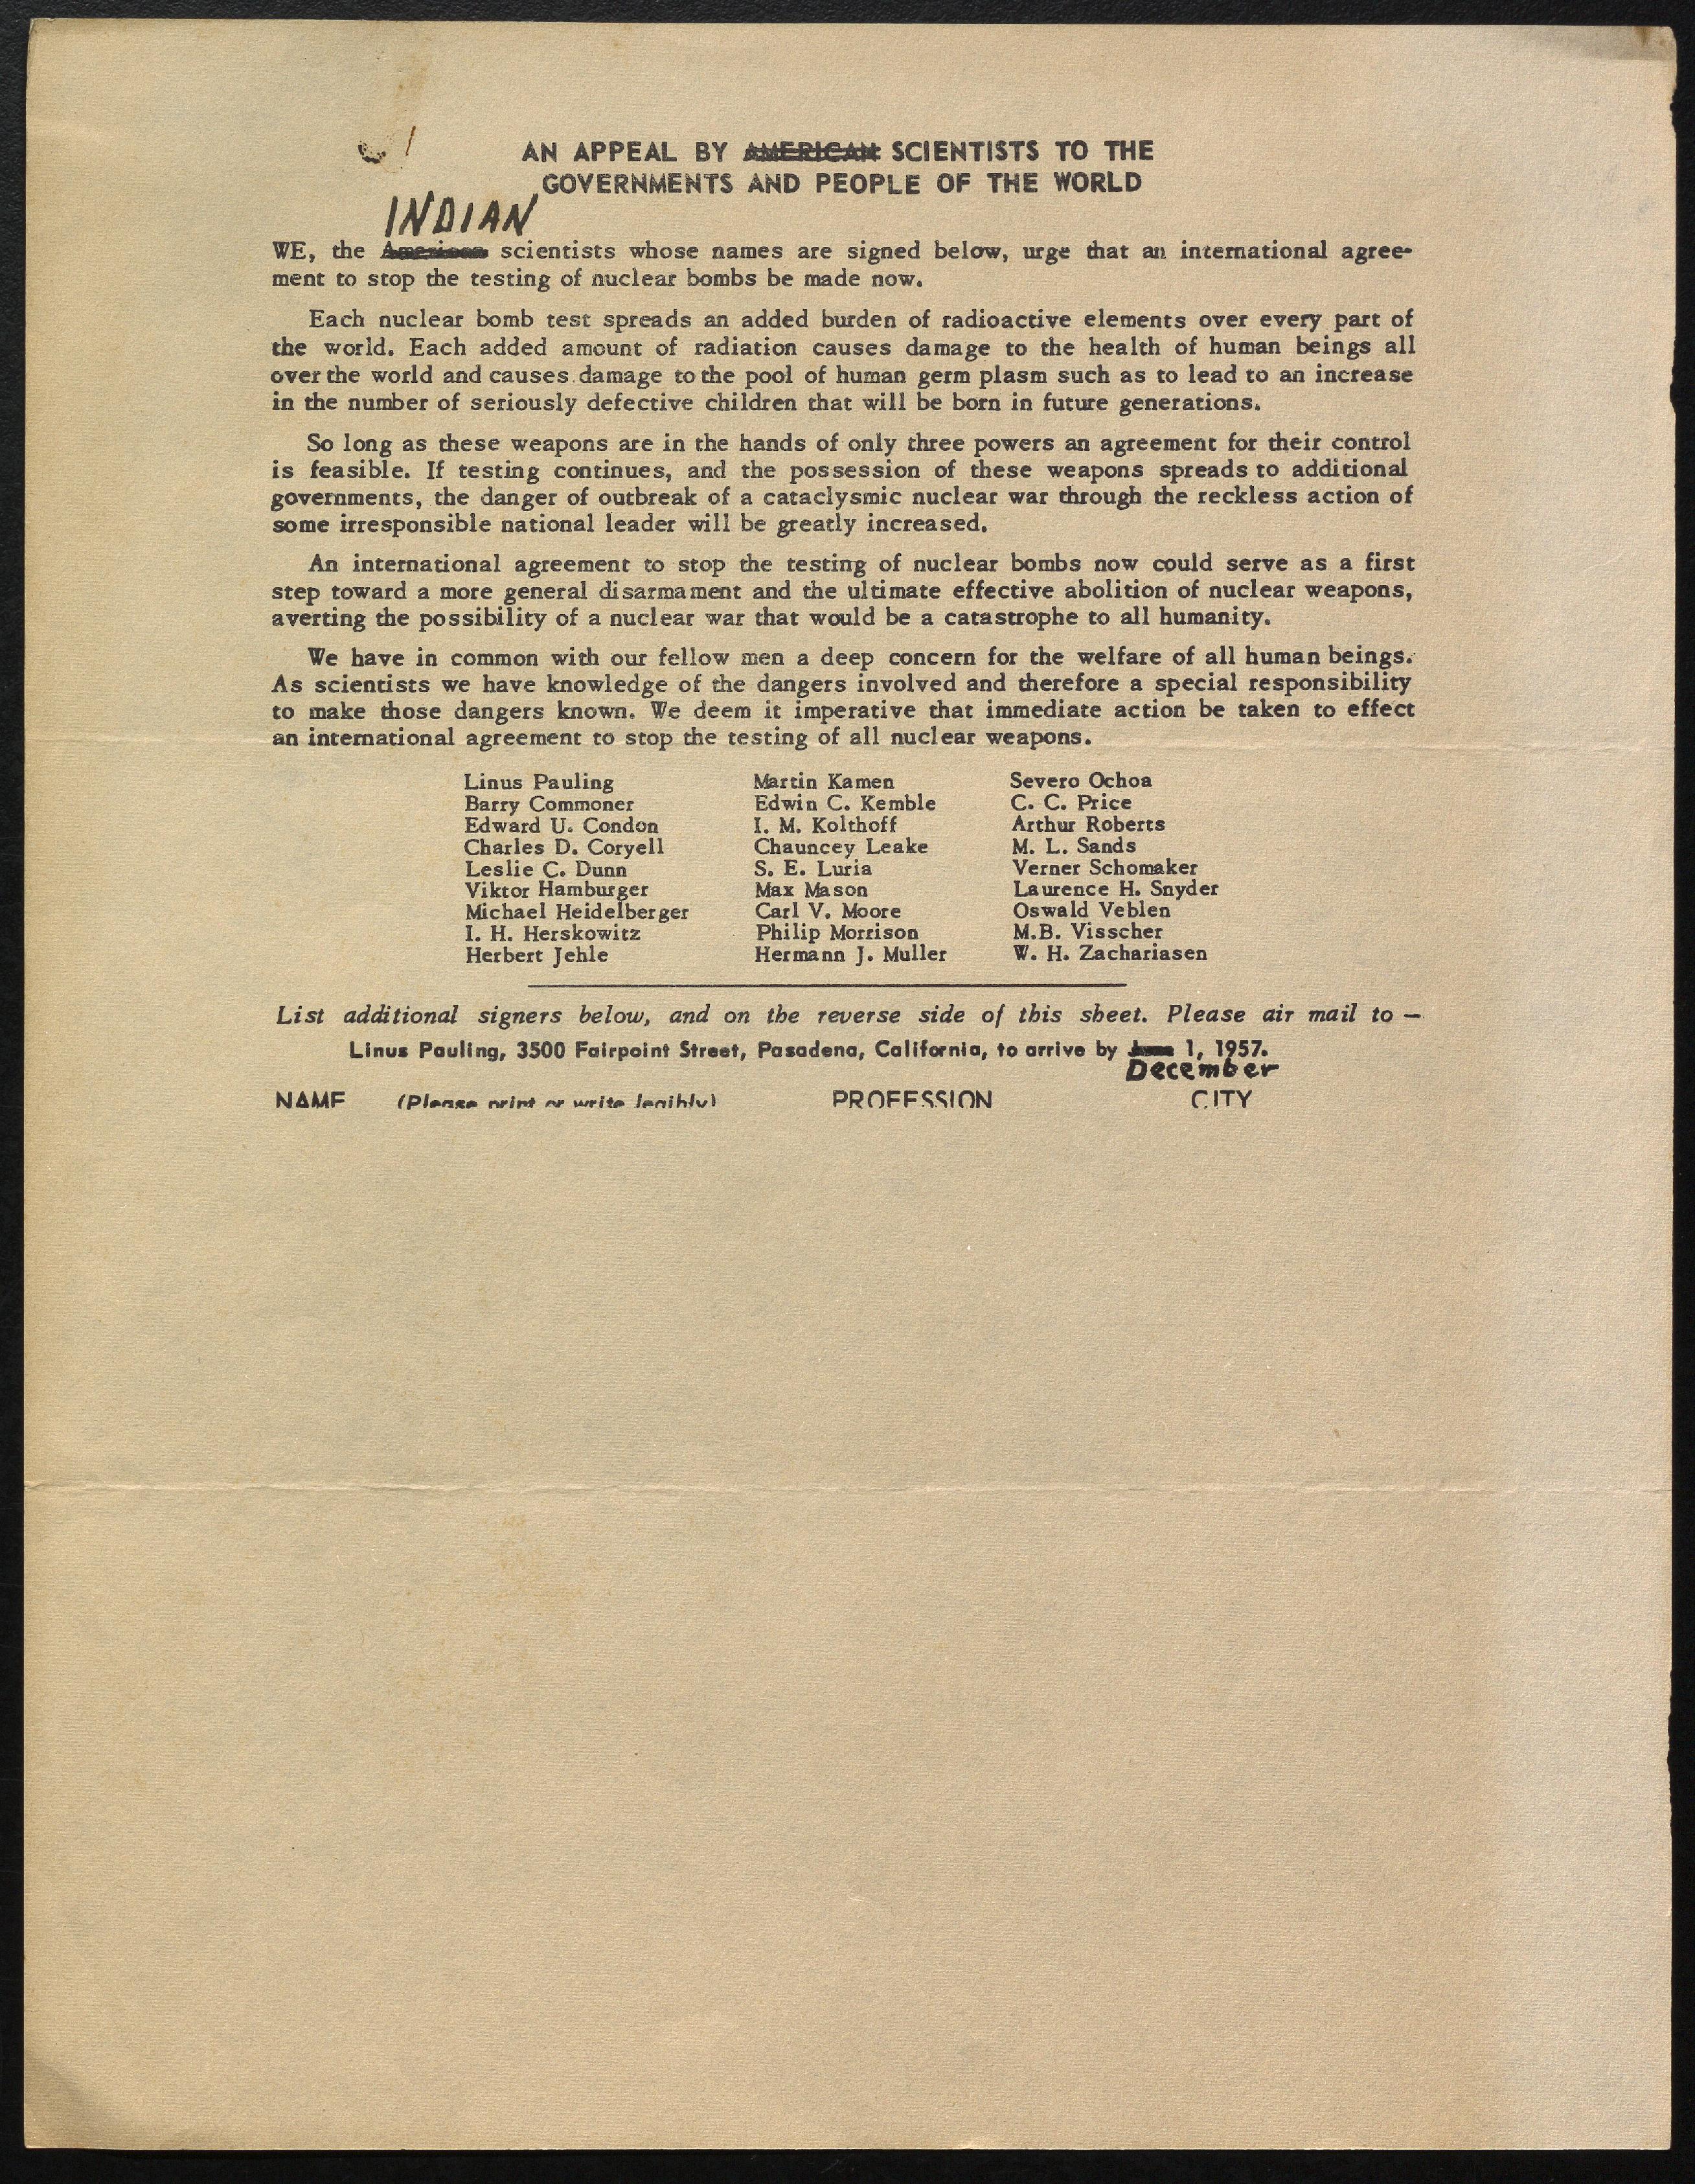 AN APPEAL BY AMERICAN SCIENTISTS TO THE
GOVERNMENTS AND PEOPLE OF THE WORLD
INDIAN
WE, the American scientists whose names are signed below, urge that an international agree-
ment to stop the testing of nuclear bombs be made now.
Each nuclear bomb test spreads an added burden of radioactive elements over every part of
the world. Each added amount of radiation causes damage to the health of human beings all
over the world and causes damage to the pool of human germ plasm such as to lead to an increase
in the number of seriously defective children that will be born in future generations.
So long as these weapons are in the hands of only three powers an agreement for their control
is feasible. If testing continues, and the possession of these weapons spreads to additional
governments, the danger of outbreak of a cataclysmic nuclear war through the reckless action of
some irresponsible national leader will be greatly increased.
An international agreement to stop the testing of nuclear bombs now could serve as a first
step toward a more general disarmament and the ultimate effective abolition of nuclear weapons,
averting the possibility of a nuclear war that would be a catastrophe to all humanity.
We have in common with our fellow men a deep concern for the welfare of all human beings.
As scientists we have knowledge of the dangers involved and therefore a special responsibility
to make those dangers known. We deem it imperative that immediate action be taken to effect
an international agreement to stop the testing of all nuclear weapons.
Linus Pauling Martin Kamen Severo Ochoa
Barry Commoner Edwin C. Kemble C. C. Price
Edward U. Condon I. M. Kolthoff Arthur Roberts
Charles D. Coryell Chauncey Leake M. L. Sands
Leslie C. Dunn S. E. Luria Verner Schomaker
Viktor Hamburger Max Mason Laurence H. Snyder
Michael Heidelberger Carl V. Moore Oswald Veblen
I. H. Herskowitz Philip Morrison M.B. Visscher
Herbert Jehle Hermann J. Muller W. H. Zachariasen
List additional signers below, and on the reverse side of this sheet. Please air mail to —
Linus Pauling, 3500 Fairpoint Street, Pasadena, California, to arrive by June 1, 1957.
December
NAME (Please print or write legibly) PROFESSION CITY